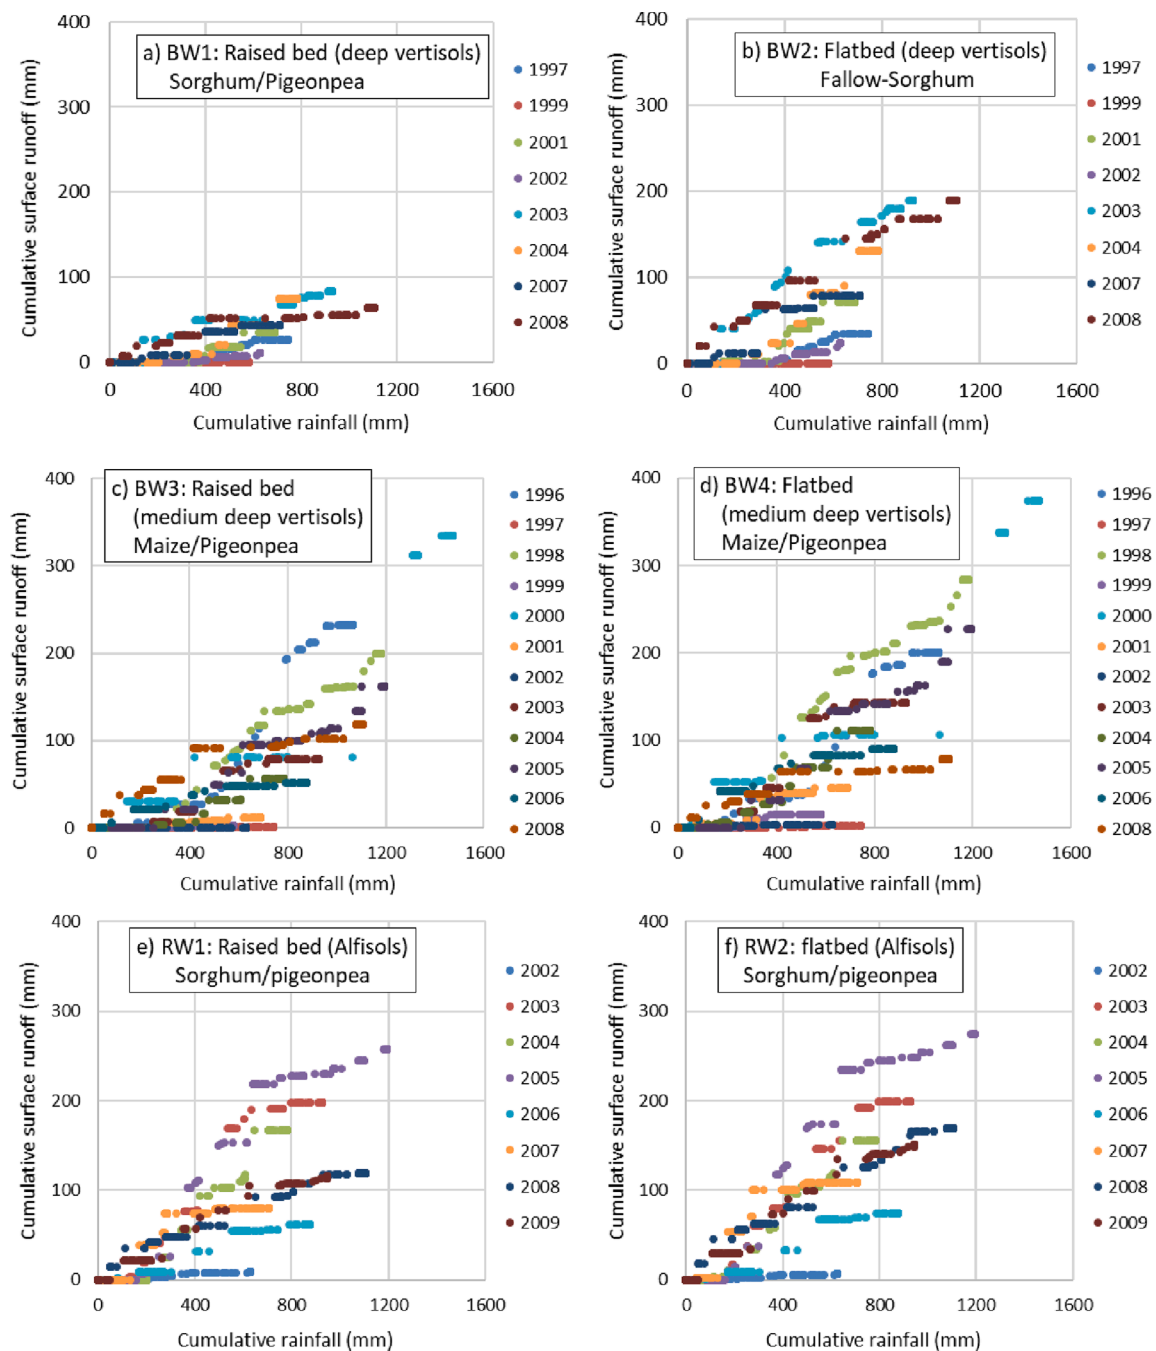 a) BW1: Raised bed (deep vertisols)
Sorghum/Pigeonpea
Cumulative surface runoff (mm)
400
300
200
100
0
0 400 800 1200 1600
Cumulative rainfall (mm)
1997
1999
2001
2002
2003
2004
2007
2008
b) BW2: Flatbed (deep vertisols)
Fallow-Sorghum
Cumulative surface runoff (mm)
400
300
200
100
0
0 400 800 1200 1600
Cumulative rainfall (mm)
1997
1999
2001
2002
2003
2004
2007
2008
c) BW3: Raised bed
(medium deep vertisols)
Maize/Pigeonpea
Cumulative surface runoff (mm)
400
300
200
100
0
0 400 800 1200 1600
Cumulative rainfall (mm)
1996
1997
1998
1999
2000
2001
2002
2003
2004
2005
2006
2008
d) BW4: Flatbed
(medium deep vertisols)
Maize/Pigeonpea
Cumulative surface runoff (mm)
400
300
200
100
0
0 400 800 1200 1600
Cumulative rainfall (mm)
1996
1997
1998
1999
2000
2001
2002
2003
2004
2005
2006
2008
e) RW1: Raised bed (Alfisols)
Sorghum/pigeonpea
Cumulative surface runoff (mm)
400
300
200
100
0
0 400 800 1200 1600
Cumulative rainfall (mm)
2002
2003
2004
2005
2006
2007
2008
2009
f) RW2: flatbed (Alfisols)
Sorghum/pigeonpea
Cumulative surface runoff (mm)
400
300
200
100
0
0 400 800 1200 1600
Cumulative rainfall (mm)
2002
2003
2004
2005
2006
2007
2008
2009